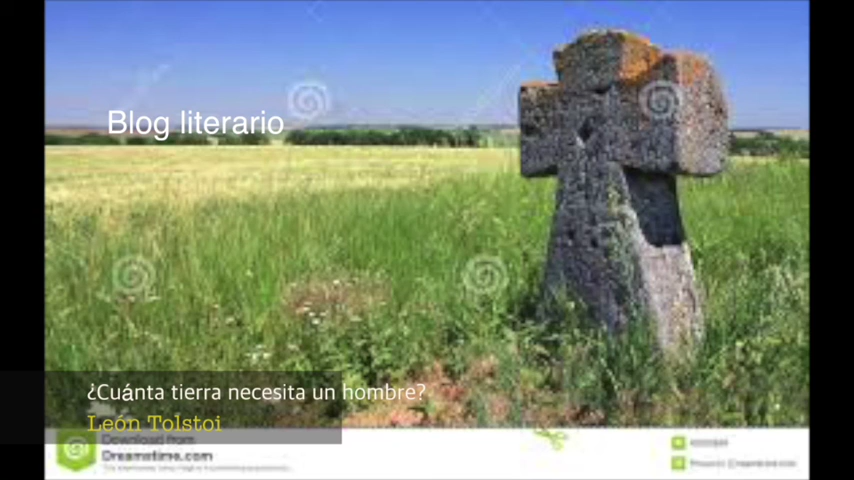 Blog literario
¿Cuánta tierra necesita un hombre?
León Tolstoi
Download from
Dreamstime.com